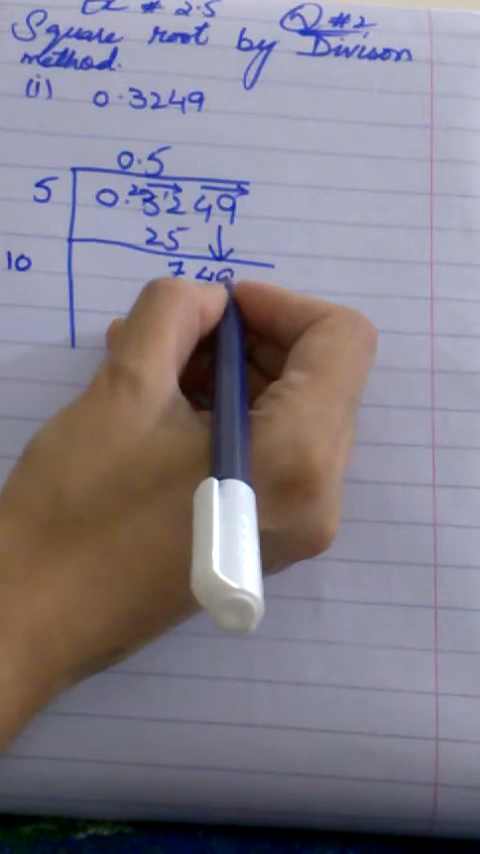 Ex # 2.5 Q #2
Square root by Divison
method.
(i) 0.3249
0.5
5 0.3249
25
10 749